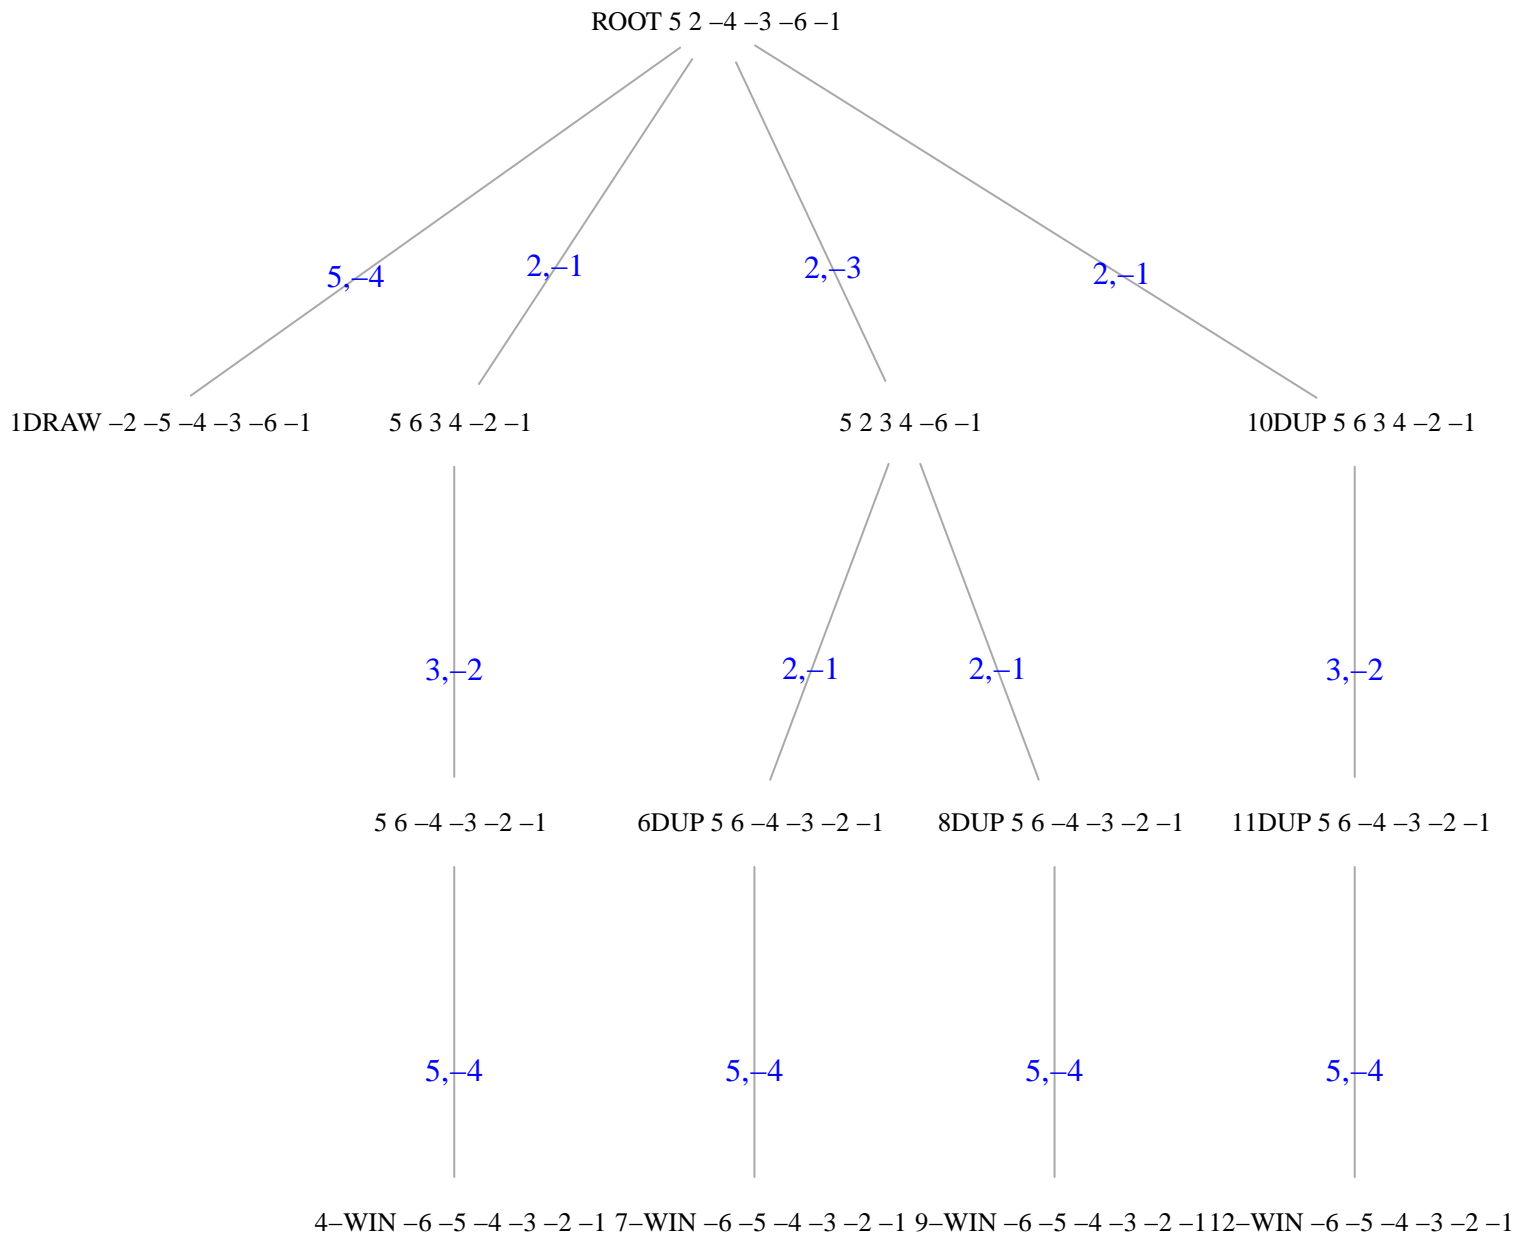 ROOT 5 2 –4 –3 –6 –1
5,–4
2,–1
2,–3
2,–1
1DRAW –2 –5 –4 –3 –6 –1
5 6 3 4 –2 –1
5 2 3 4 –6 –1
10DUP 5 6 3 4 –2 –1
3,–2
2,–1
2,–1
3,–2
5 6 –4 –3 –2 –1
6DUP 5 6 –4 –3 –2 –1
8DUP 5 6 –4 –3 –2 –1
11DUP 5 6 –4 –3 –2 –1
5,–4
5,–4
5,–4
5,–4
4–WIN –6 –5 –4 –3 –2 –1
7–WIN –6 –5 –4 –3 –2 –1
9–WIN –6 –5 –4 –3 –2 –1
12–WIN –6 –5 –4 –3 –2 –1